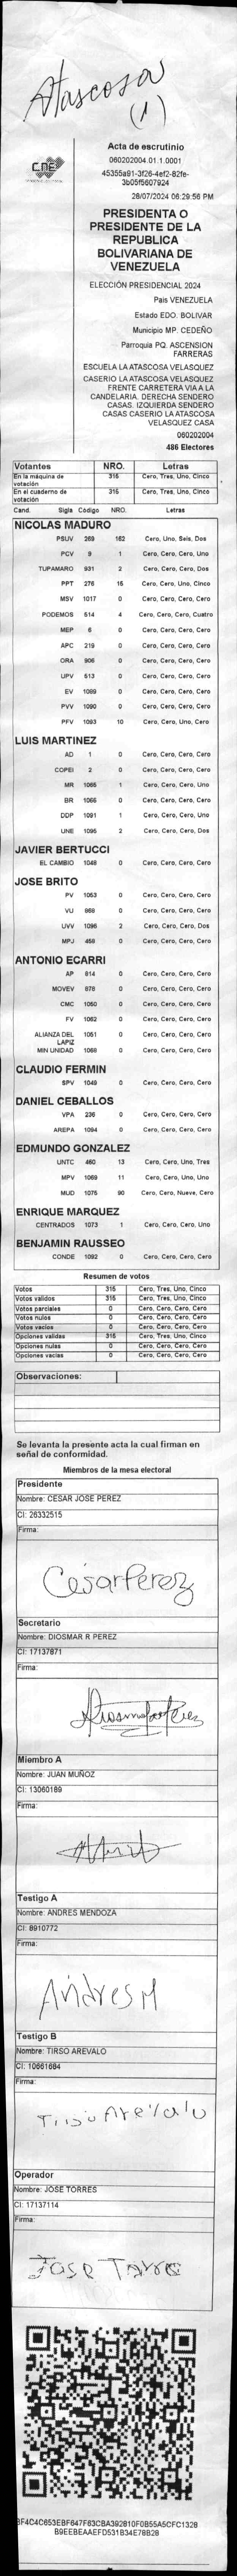 Atascosa
(1)
CNE
Acta de escrutinio
060202004.01.1.0001
45355a91-3f26-4ef2-82fe-
3b05f5607924
28/07/2024 06:29:56 PM
PRESIDENTA O
PRESIDENTE DE LA
REPUBLICA
BOLIVARIANA DE
VENEZUELA
ELECCIÓN PRESIDENCIAL 2024
Pais VENEZUELA
Estado EDO. BOLIVAR
Municipio MP. CEDEÑO
Parroquia PQ. ASCENSION
FARRERAS
ESCUELA LA ATASCOSA VELASQUEZ
CASERIO LA ATASCOSA VELASQUEZ
FRENTE CARRETERA VIA A LA
CANDELARIA. DERECHA SENDERO
CASAS. IZQUIERDA SENDERO
CASAS CASERIO LA ATASCOSA
VELASQUEZ CASA
060202004
486 Electores
Votantes NRO. Letras
En la máquina de votación 315 Cero, Tres, Uno, Cinco
En el cuaderno de votación 315 Cero, Tres, Uno, Cinco
Cand. Sigla Código NRO. Letras
NICOLAS MADURO
PSUV 269 162 Cero, Uno, Seis, Dos
PCV 9 1 Cero, Cero, Cero, Uno
TUPAMARO 931 2 Cero, Cero, Cero, Dos
PPT 276 15 Cero, Cero, Uno, Cinco
MSV 1017 0 Cero, Cero, Cero, Cero
PODEMOS 514 4 Cero, Cero, Cero, Cuatro
MEP 6 0 Cero, Cero, Cero, Cero
APC 219 0 Cero, Cero, Cero, Cero
ORA 906 0 Cero, Cero, Cero, Cero
UPV 513 0 Cero, Cero, Cero, Cero
EV 1089 0 Cero, Cero, Cero, Cero
PVV 1090 0 Cero, Cero, Cero, Cero
PFV 1093 10 Cero, Cero, Uno, Cero
LUIS MARTINEZ
AD 1 0 Cero, Cero, Cero, Cero
COPEI 2 0 Cero, Cero, Cero, Cero
MR 1065 1 Cero, Cero, Cero, Uno
BR 1066 0 Cero, Cero, Cero, Cero
DDP 1091 1 Cero, Cero, Cero, Uno
UNE 1095 2 Cero, Cero, Cero, Dos
JAVIER BERTUCCI
EL CAMBIO 1048 0 Cero, Cero, Cero, Cero
JOSE BRITO
PV 1053 0 Cero, Cero, Cero, Cero
VU 868 0 Cero, Cero, Cero, Cero
UVV 1096 2 Cero, Cero, Cero, Dos
MPJ 458 0 Cero, Cero, Cero, Cero
ANTONIO ECARRI
AP 814 0 Cero, Cero, Cero, Cero
MOVEV 878 0 Cero, Cero, Cero, Cero
CMC 1050 0 Cero, Cero, Cero, Cero
FV 1062 0 Cero, Cero, Cero, Cero
ALIANZA DEL LAPIZ 1051 0 Cero, Cero, Cero, Cero
MIN UNIDAD 1068 0 Cero, Cero, Cero, Cero
CLAUDIO FERMIN
SPV 1049 0 Cero, Cero, Cero, Cero
DANIEL CEBALLOS
VPA 236 0 Cero, Cero, Cero, Cero
AREPA 1094 0 Cero, Cero, Cero, Cero
EDMUNDO GONZALEZ
UNTC 460 13 Cero, Cero, Uno, Tres
MPV 1069 11 Cero, Cero, Uno, Uno
MUD 1075 90 Cero, Cero, Nueve, Cero
ENRIQUE MARQUEZ
CENTRADOS 1073 1 Cero, Cero, Cero, Uno
BENJAMIN RAUSSEO
CONDE 1092 0 Cero, Cero, Cero, Cero
Resumen de votos
Votos 315 Cero, Tres, Uno, Cinco
Votos validos 315 Cero, Tres, Uno, Cinco
Votos parciales 0 Cero, Cero, Cero, Cero
Votos nulos 0 Cero, Cero, Cero, Cero
Votos vacios 0 Cero, Cero, Cero, Cero
Opciones validas 315 Cero, Tres, Uno, Cinco
Opciones nulas 0 Cero, Cero, Cero, Cero
Opciones vacias 0 Cero, Cero, Cero, Cero
Observaciones:
Se levanta la presente acta la cual firman en
señal de conformidad.
Miembros de la mesa electoral
Presidente
Nombre: CESAR JOSE PEREZ
CI: 26332515
Firma:
César Perez
Secretario
Nombre: DIOSMAR R PEREZ
CI: 17137871
Firma:
Miembro A
Nombre: JUAN MUÑOZ
CI: 13060189
Firma:
Testigo A
Nombre: ANDRES MENDOZA
CI: 8910772
Firma:
Andres M
Testigo B
Nombre: TIRSO AREVALO
CI: 10661684
Firma:
Tirso Arevalo
Operador
Nombre: JOSE TORRES
CI: 17137114
Firma:
Jose Torre
BF4C4C653EBF647F83CBA392810F0B55A5CFC1328
B9EEBEAAEFD531B34E78B28